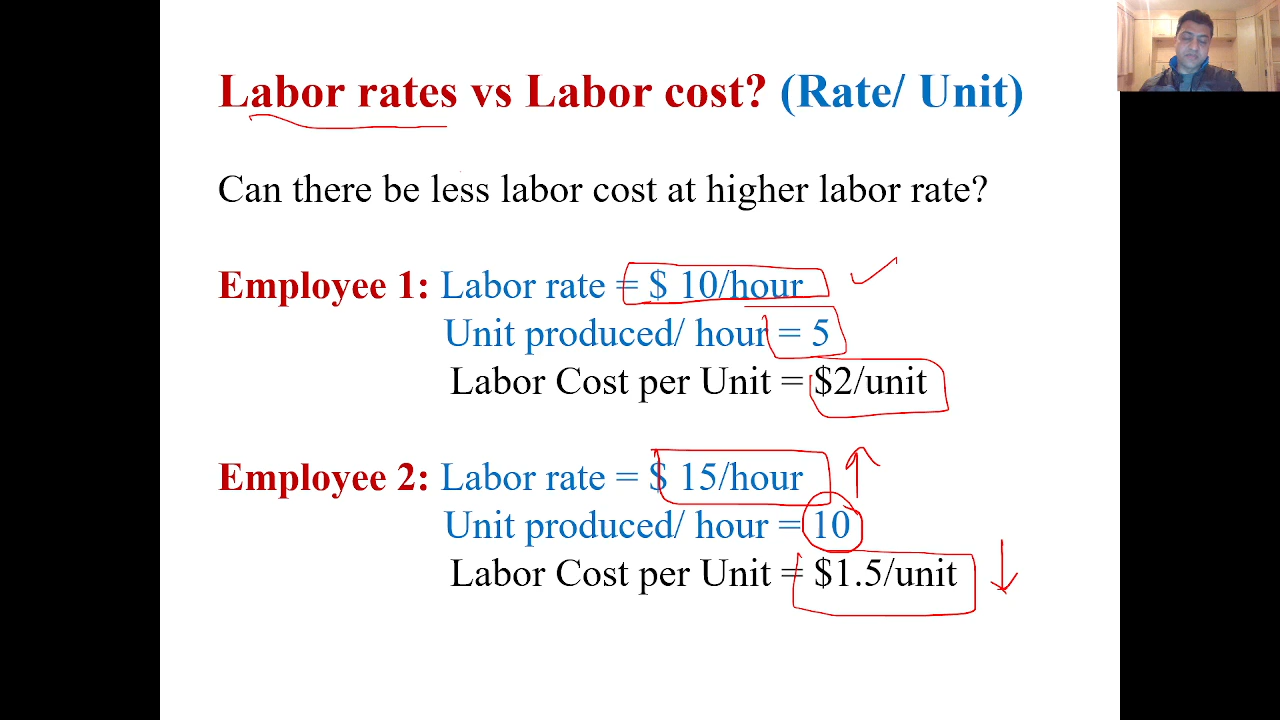 Labor rates vs Labor cost? (Rate/ Unit)
Can there be less labor cost at higher labor rate?
Employee 1: Labor rate = $ 10/hour
Unit produced/ hour = 5
Labor Cost per Unit = $2/unit
Employee 2: Labor rate = $ 15/hour
Unit produced/ hour = 10
Labor Cost per Unit = $1.5/unit